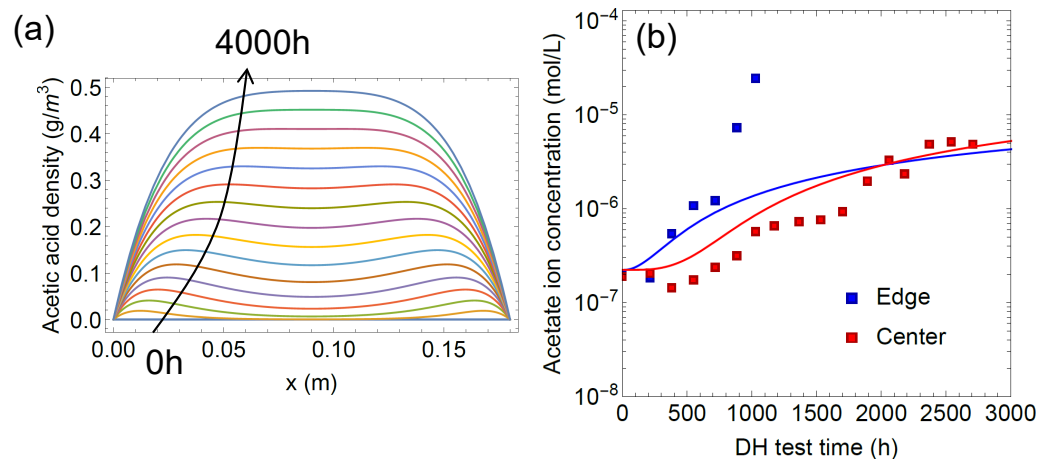 (a)
4000h
0.5
0.4
0.3
0.2
0.1
0.0
Acetic acid density (g/m³)
0h
0.00 0.05 0.10 0.15
x (m)
(b)
10⁻⁴
10⁻⁵
10⁻⁶
10⁻⁷
10⁻⁸
Acetate ion concentration (mol/L)
Edge
Center
0 500 1000 1500 2000 2500 3000
DH test time (h)